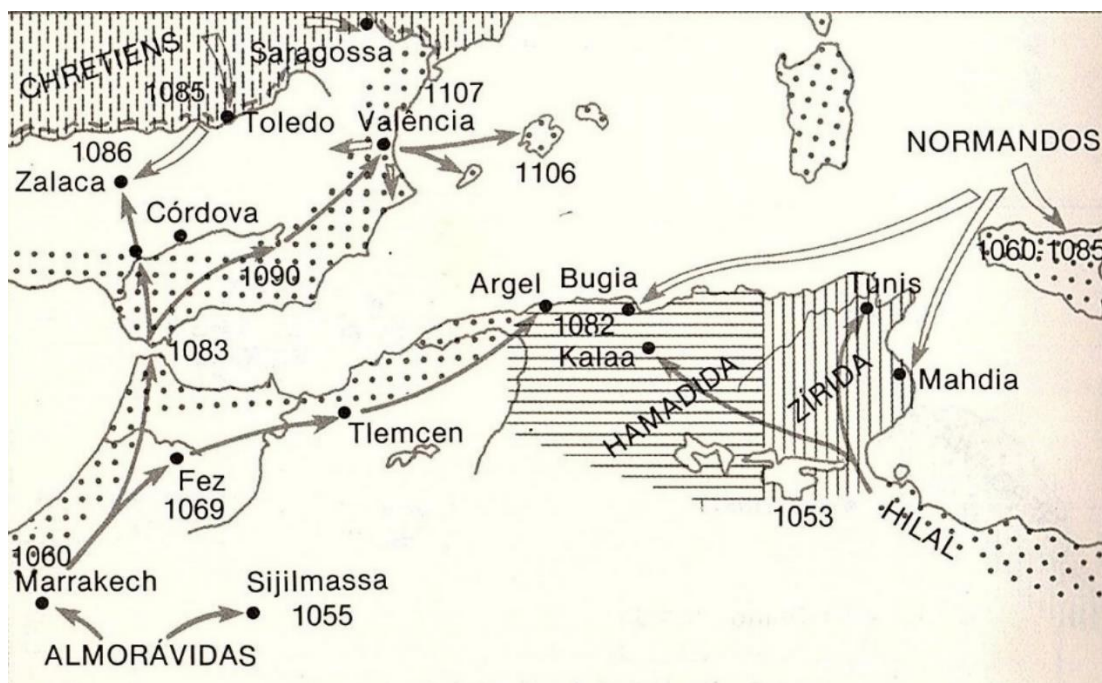 CHRETIENS
Saragossa
1085
Toledo
Valência
1107
1086
Zalaca
1106
NORMANDOS
Córdova
1090
1060-1085
Argel
Bugia
Túnis
1083
1082
Kalaa
HAMADIDA
ZÍRIDA
Mahdia
Tlemcen
Fez
1069
1053
HILAL
1060
Marrakech
Sijilmassa
1055
ALMORÁVIDAS